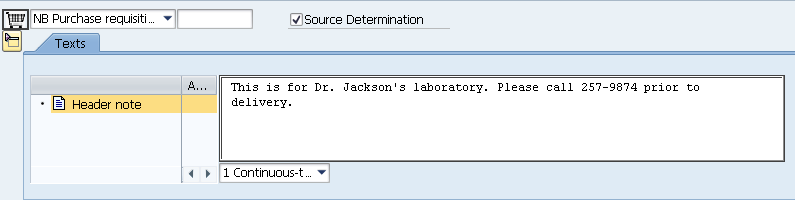 NB Purchase requisiti...
Source Determination
Texts
A...
Header note
This is for Dr. Jackson's laboratory. Please call 257-9874 prior to
delivery.
1 Continuous-t...